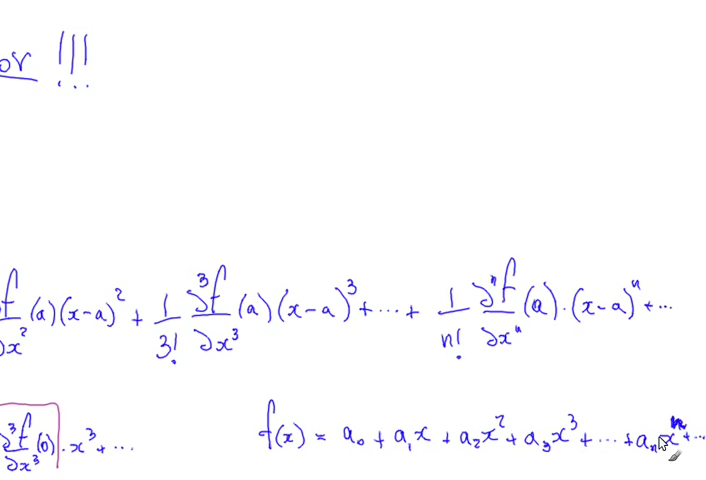 or !!!
f/∂x² (a)(x-a)² + 1/3! ∂³f/∂x³ (a)(x-a)³ + ... + 1/n! ∂ⁿf/∂xⁿ (a)·(x-a)ⁿ + ...
∂³f/∂x³ (0) · x³ + ...
f(x) = a₀ + a₁x + a₂x² + a₃x³ + ... + aₙxⁿ + ...